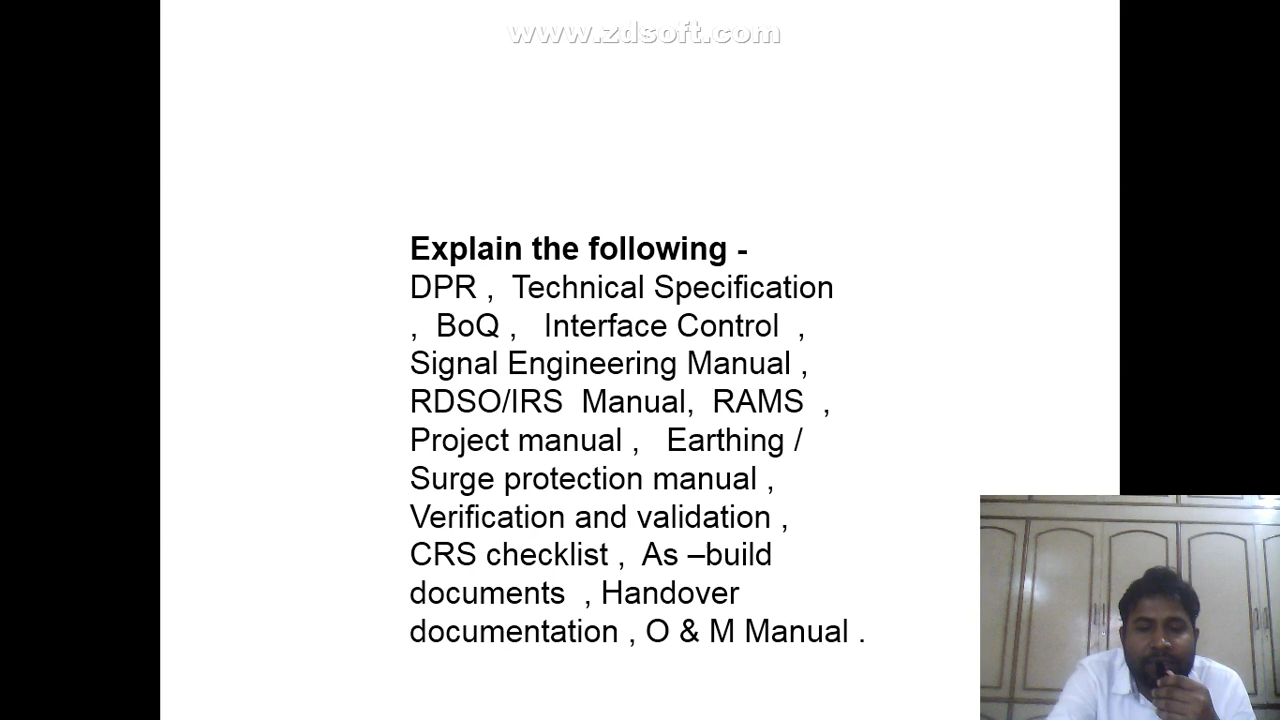 www.zdsoft.com
Explain the following -
DPR ,  Technical Specification
,  BoQ ,   Interface Control  ,
Signal Engineering Manual ,
RDSO/IRS  Manual,  RAMS  ,
Project manual ,   Earthing /
Surge protection manual ,
Verification and validation ,
CRS checklist ,  As –build
documents  , Handover
documentation , O & M Manual .